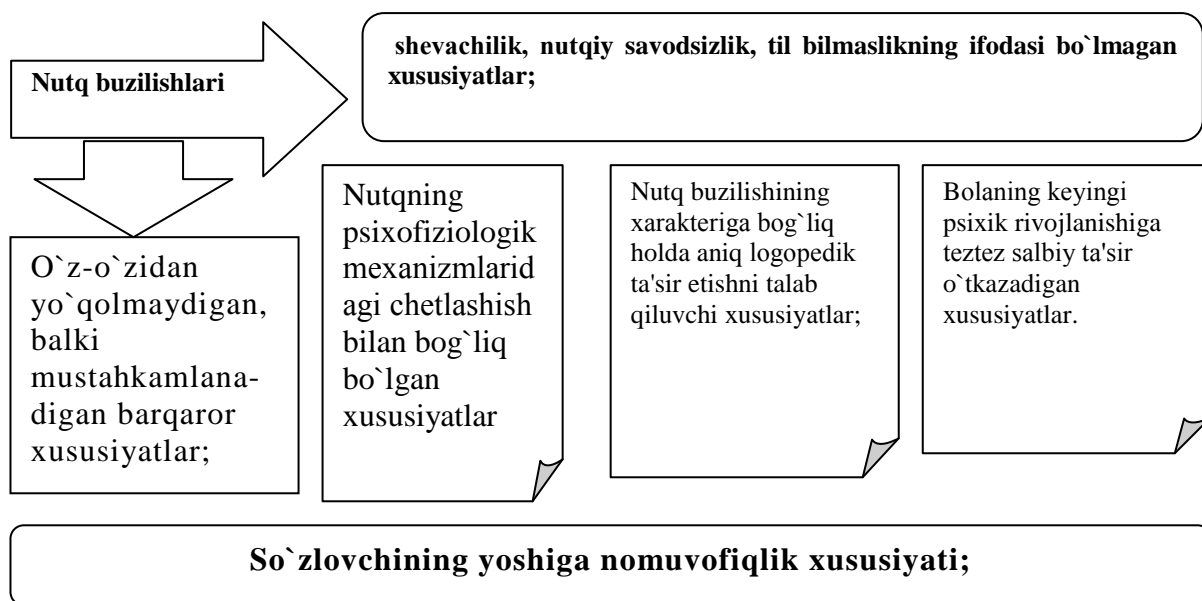 Nutq buzilishlari
shevachilik, nutqiy savodsizlik, til bilmaslikning ifodasi bo`lmagan
xususiyatlar;
O`z-o`zidan
yo`qolmaydigan,
balki
mustahkamlana-
digan barqaror
xususiyatlar;
Nutqning
psixofiziologik
mexanizmlarid
agi chetlashish
bilan bog`liq
bo`lgan
xususiyatlar
Nutq buzilishining
xarakteriga bog`liq
holda aniq logopedik
ta'sir etishni talab
qiluvchi xususiyatlar;
Bolaning keyingi
psixik rivojlanishiga
teztez salbiy ta'sir
o`tkazadigan
xususiyatlar.
So`zlovchining yoshiga nomuvofiqlik xususiyati;